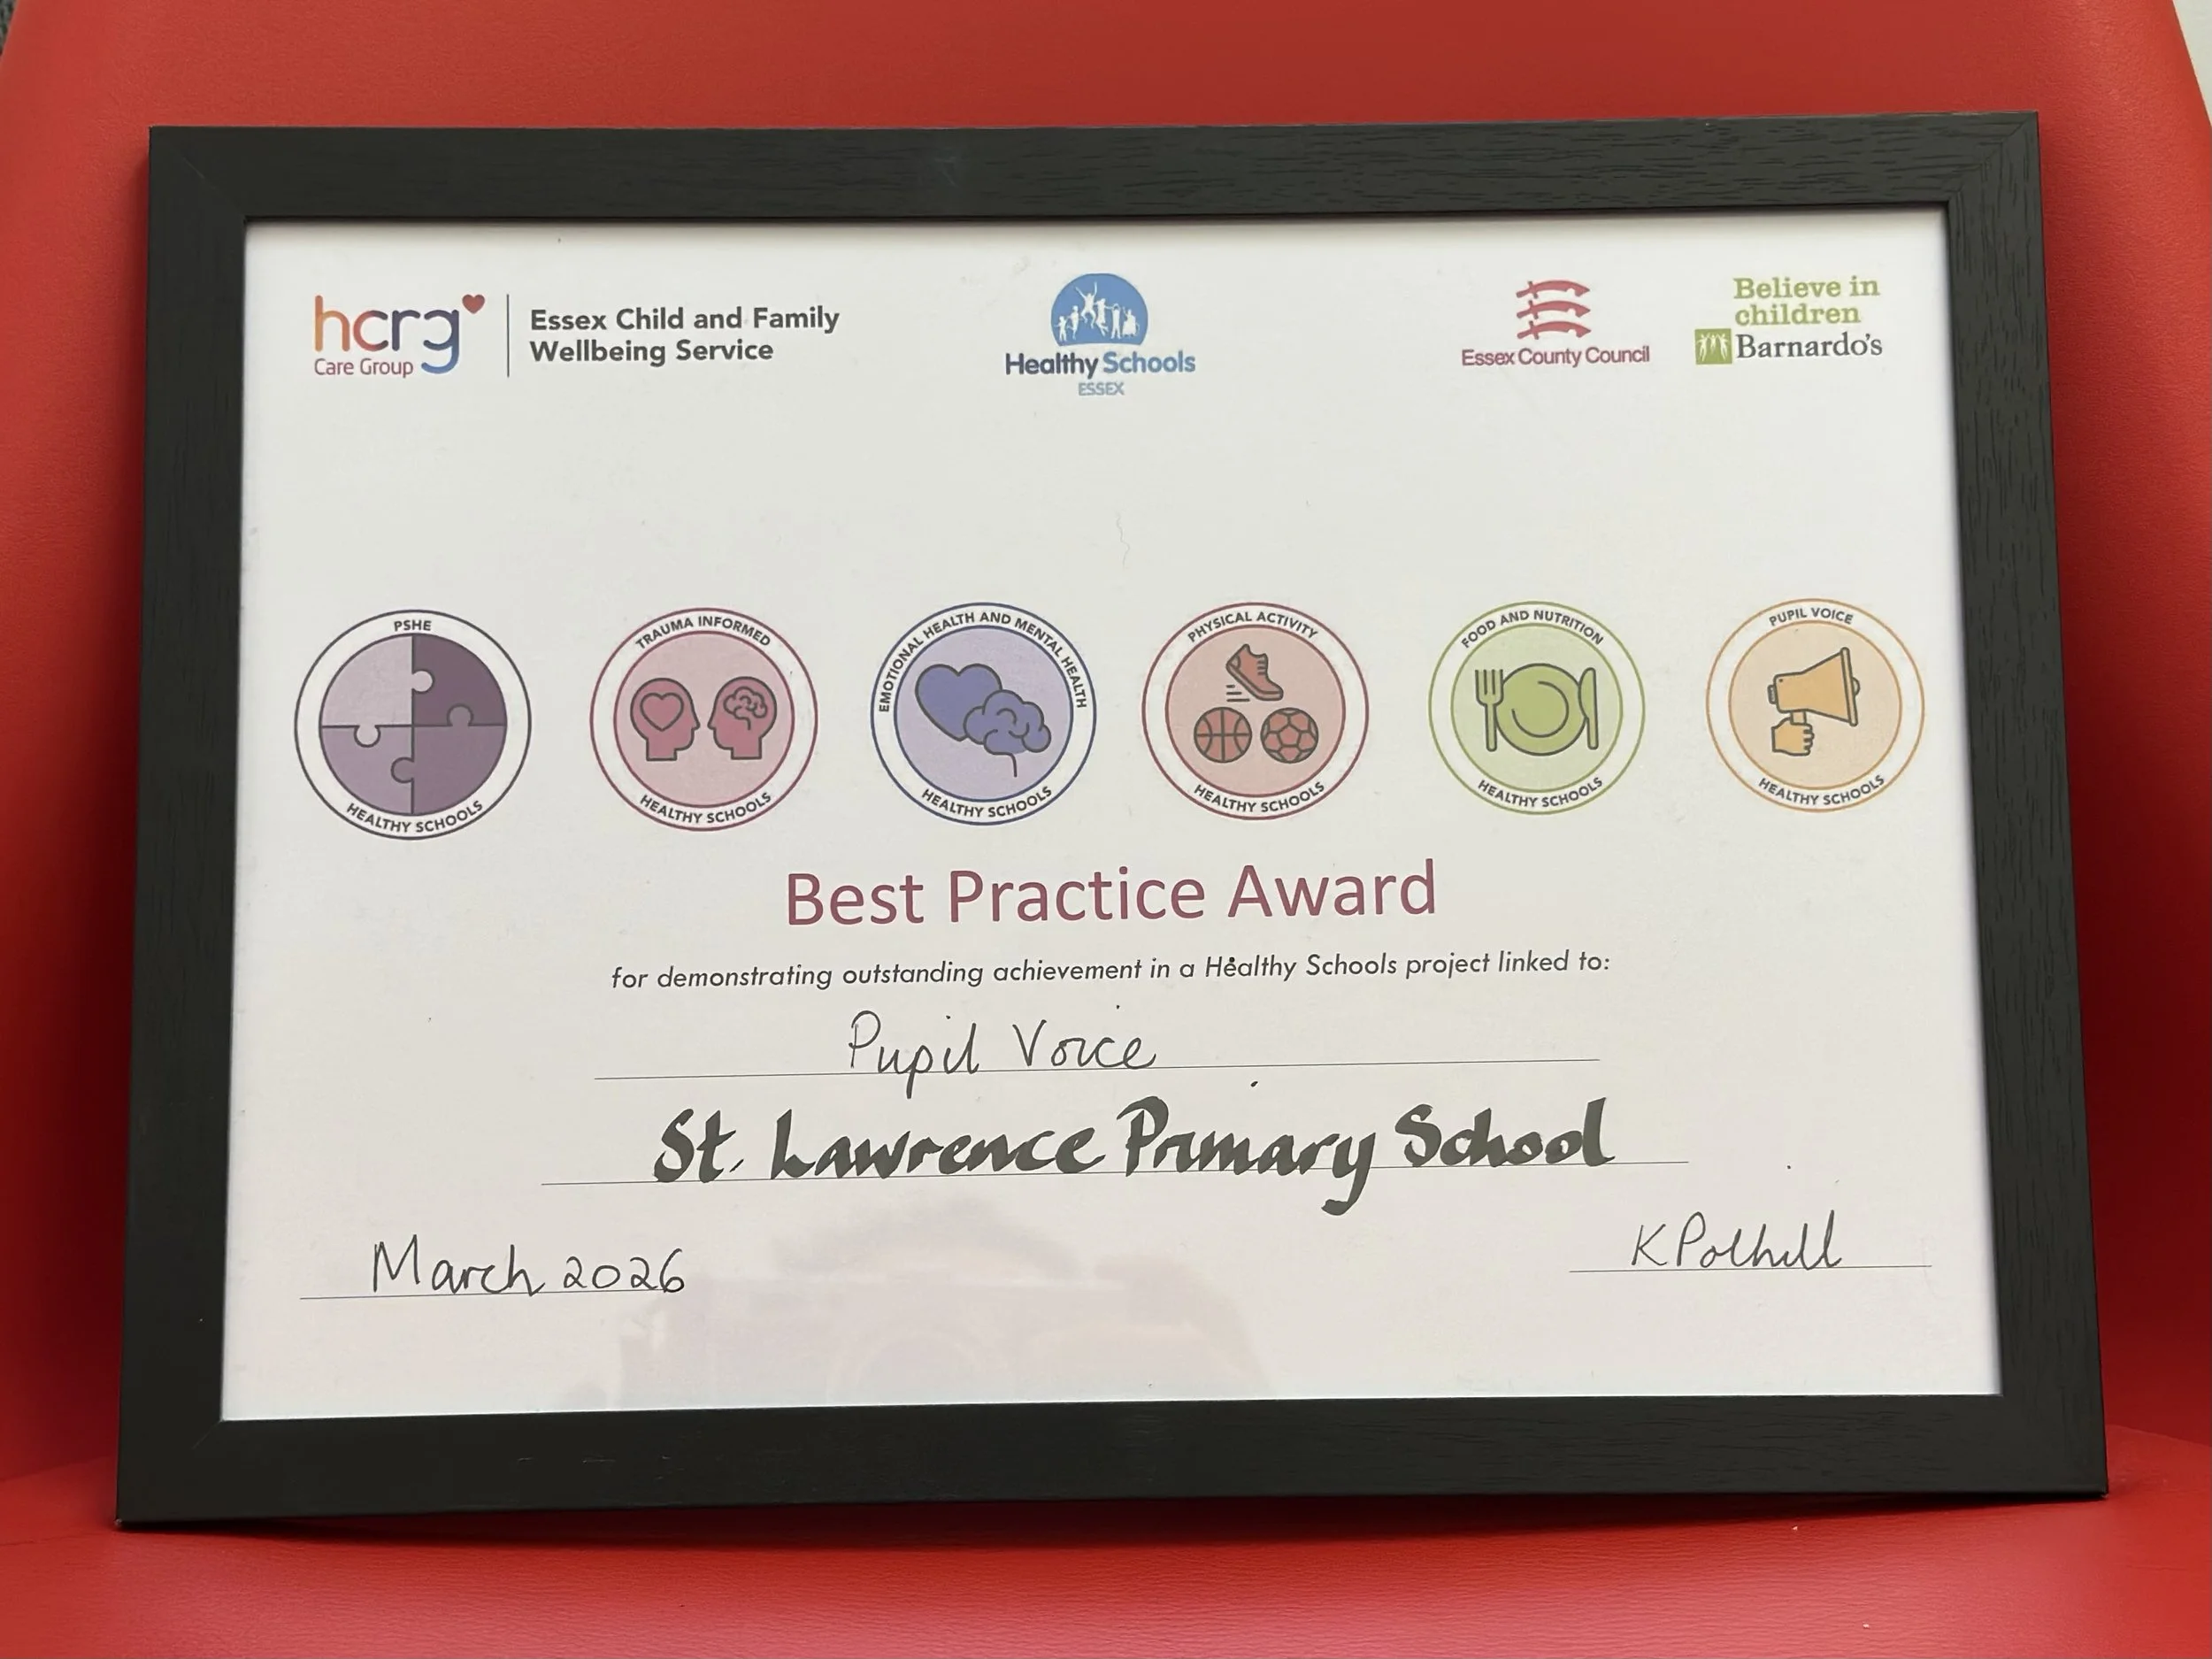 hcrg
Care Group
Essex Child and Family
Wellbeing Service
Healthy Schools
ESSEX
Essex County Council
Believe in
children
Barnardo's
PSHE
HEALTHY SCHOOLS
TRAUMA INFORMED
HEALTHY SCHOOLS
EMOTIONAL HEALTH AND MENTAL HEALTH
HEALTHY SCHOOLS
PHYSICAL ACTIVITY
HEALTHY SCHOOLS
FOOD AND NUTRITION
HEALTHY SCHOOLS
PUPIL VOICE
HEALTHY SCHOOLS
Best Practice Award
for demonstrating outstanding achievement in a Healthy Schools project linked to:
Pupil Voice
St. Lawrence Primary School
March 2026
K Polhill